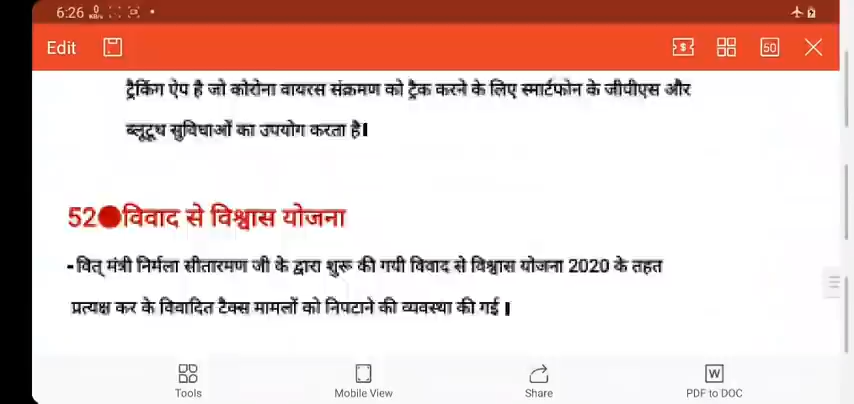 6:26
Edit
50
ट्रैकिंग ऐप है जो कोरोना वायरस संक्रमण को ट्रैक करने के लिए स्मार्टफोन के जीपीएस और
ब्लूटूथ सुविधाओं का उपयोग करता है।
52●विवाद से विश्वास योजना
-वित् मंत्री निर्मला सीतारमण जी के द्वारा शुरू की गयी विवाद से विश्वास योजना 2020 के तहत
प्रत्यक्ष कर के विवादित टैक्स मामलों को निपटाने की व्यवस्था की गई।
Tools
Mobile View
Share
W
PDF to DOC